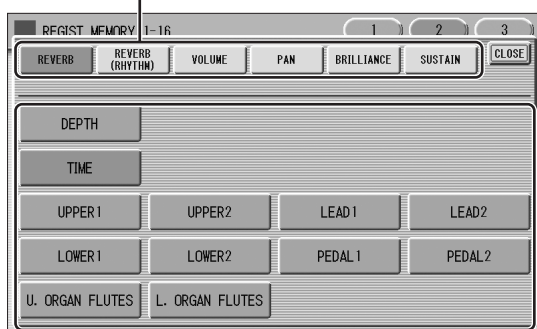 REGIST MEMORY 1-16 1 2 3
REVERB REVERB (RHYTHM) VOLUME PAN BRILLIANCE SUSTAIN CLOSE
DEPTH
TIME
UPPER1 UPPER2 LEAD1 LEAD2
LOWER1 LOWER2 PEDAL1 PEDAL2
U. ORGAN FLUTES L. ORGAN FLUTES